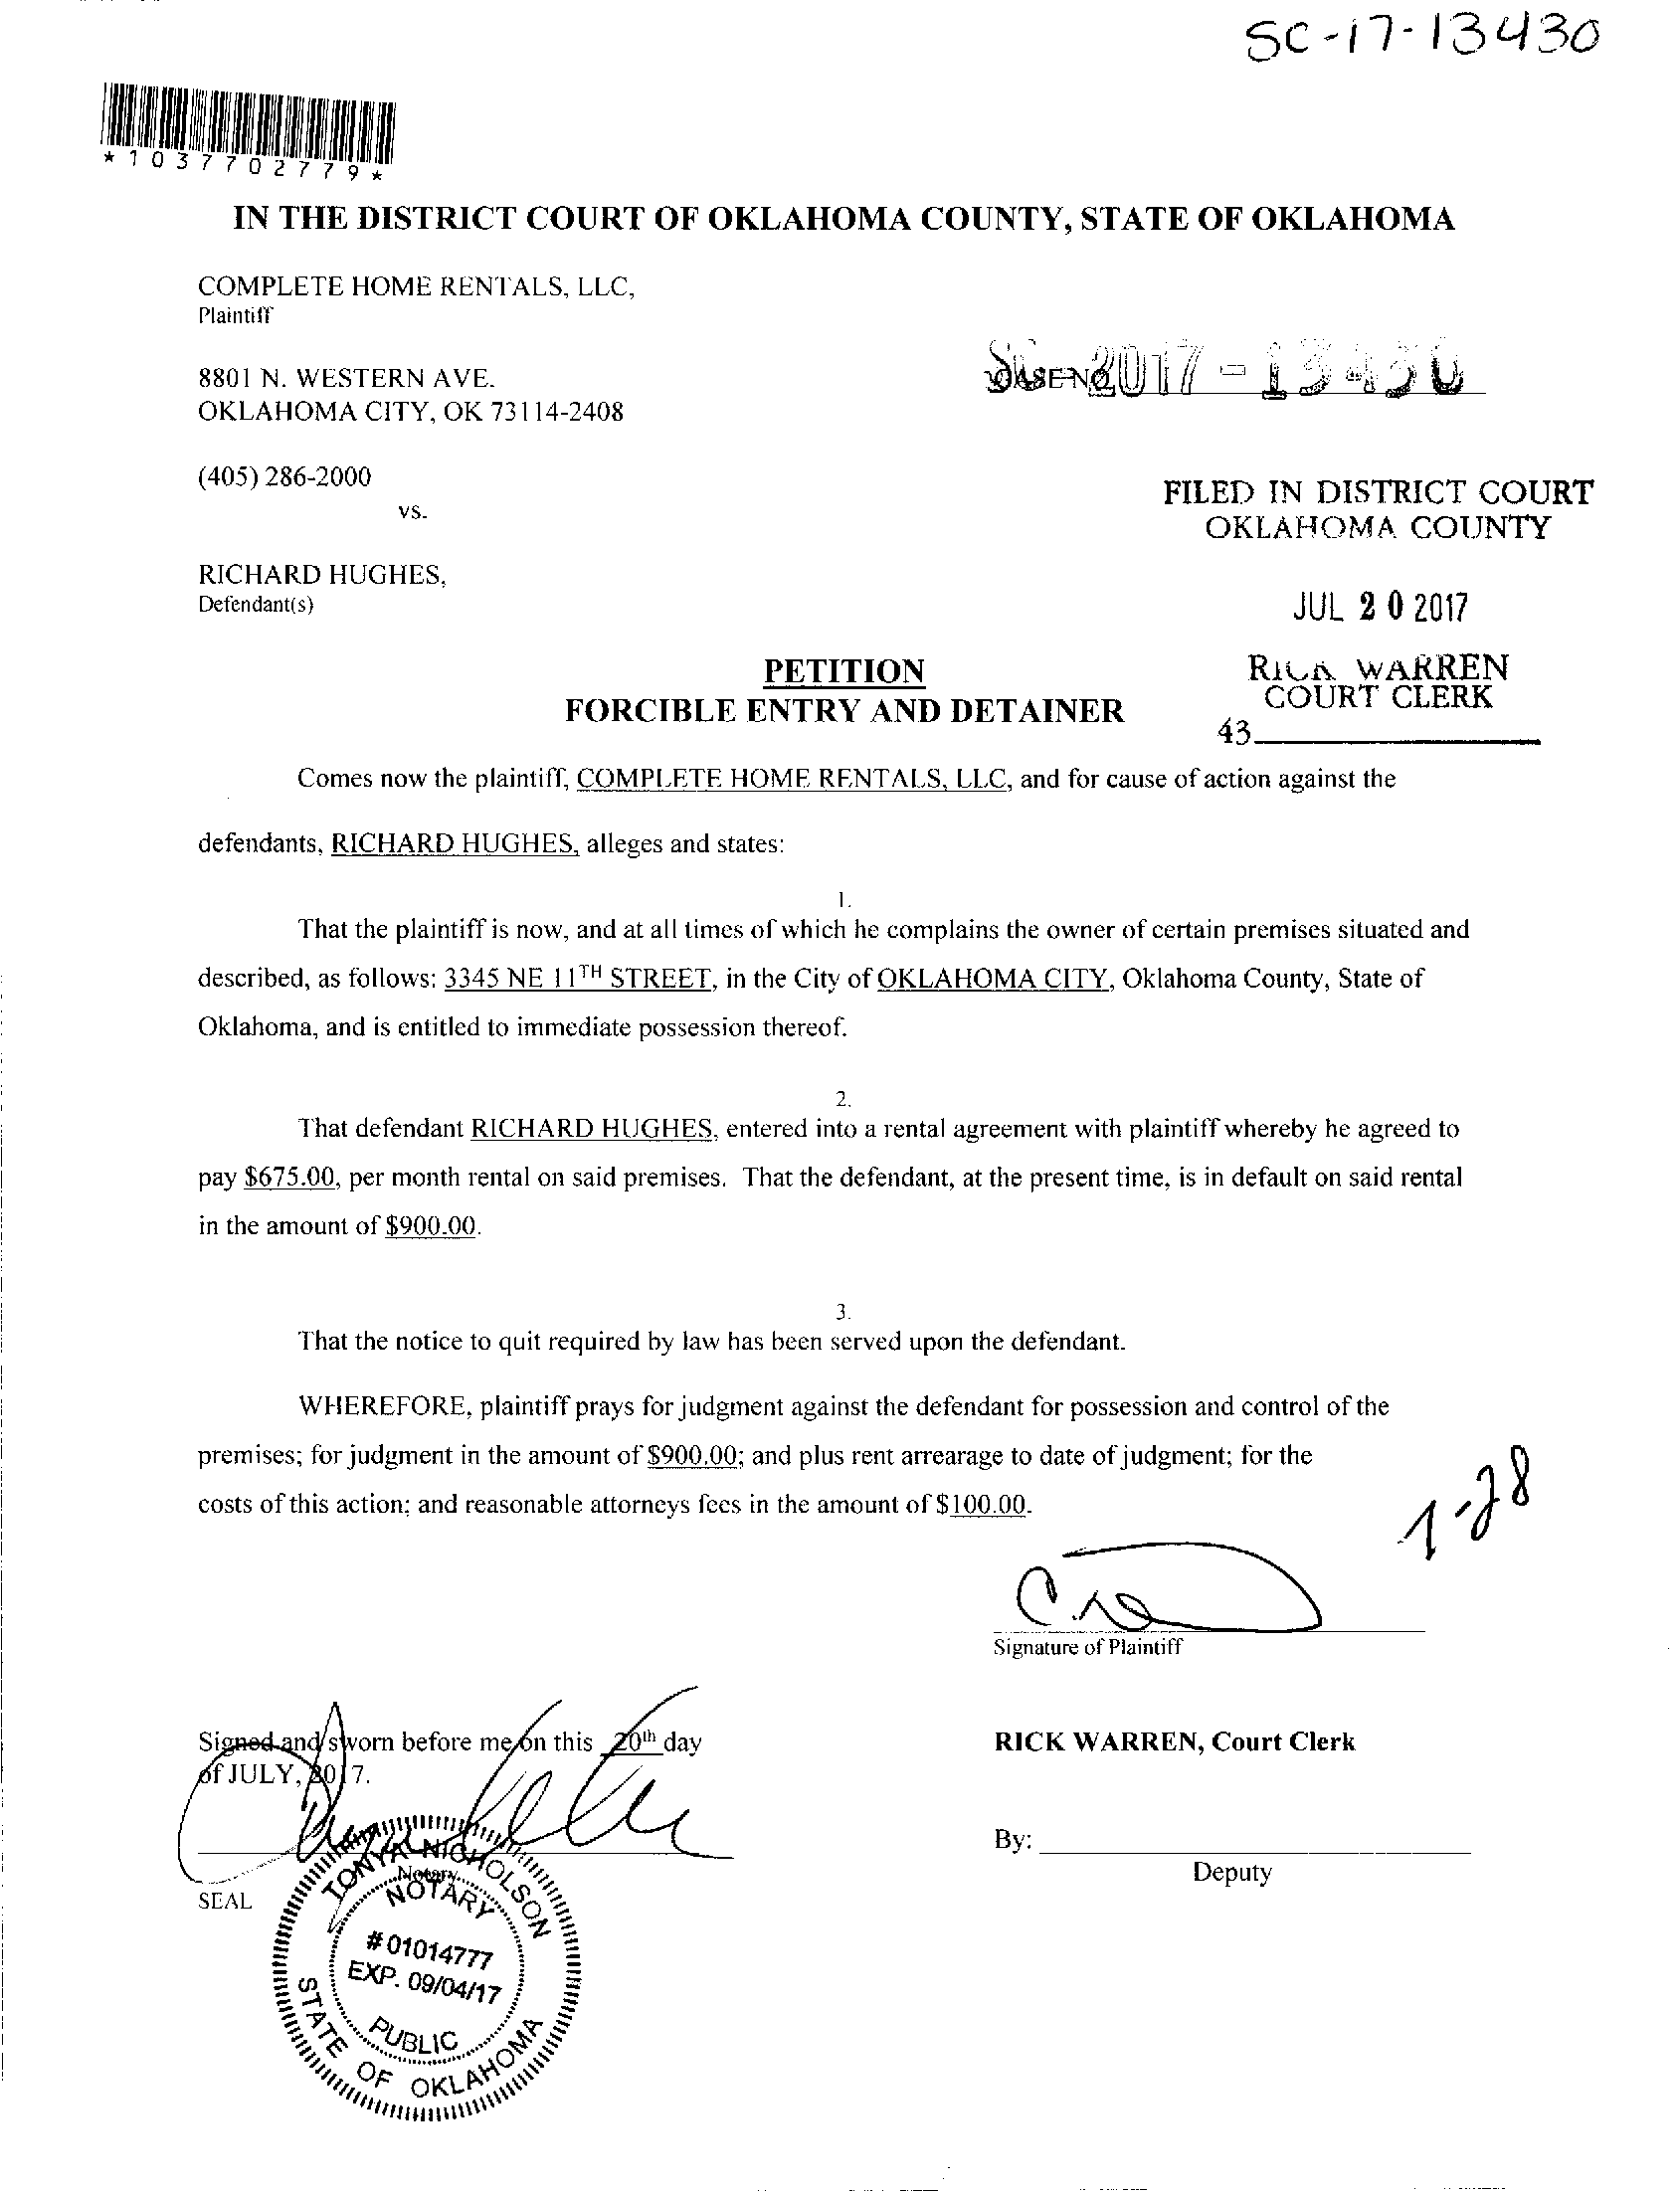 SC-17-13430
*1037702779*
IN THE DISTRICT COURT OF OKLAHOMA COUNTY, STATE OF OKLAHOMA
COMPLETE HOME RENTALS, LLC,
Plaintiff
8801 N. WESTERN AVE.
OKLAHOMA CITY, OK 73114-2408
CASE NO. SC-2017-13430
(405) 286-2000
vs.
FILED IN DISTRICT COURT
OKLAHOMA COUNTY
RICHARD HUGHES,
Defendant(s)
JUL 20 2017
RICK WARREN
COURT CLERK
43
PETITION
FORCIBLE ENTRY AND DETAINER
Comes now the plaintiff, COMPLETE HOME RENTALS, LLC, and for cause of action against the
defendants, RICHARD HUGHES, alleges and states:
1.
That the plaintiff is now, and at all times of which he complains the owner of certain premises situated and
described, as follows: 3345 NE 11TH STREET, in the City of OKLAHOMA CITY, Oklahoma County, State of
Oklahoma, and is entitled to immediate possession thereof.
2.
That defendant RICHARD HUGHES, entered into a rental agreement with plaintiff whereby he agreed to
pay $675.00, per month rental on said premises. That the defendant, at the present time, is in default on said rental
in the amount of $900.00.
3.
That the notice to quit required by law has been served upon the defendant.
WHEREFORE, plaintiff prays for judgment against the defendant for possession and control of the
premises; for judgment in the amount of $900.00; and plus rent arrearage to date of judgment; for the
costs of this action; and reasonable attorneys fees in the amount of $100.00.
Signature of Plaintiff
Signed and sworn before me on this 20th day
of JULY, 2017.
RICK WARREN, Court Clerk
By:
Deputy
Notary
SEAL
TONYA NICHOLSON
NOTARY
#01014777
EXP. 09/04/17
PUBLIC
STATE OF OKLAHOMA